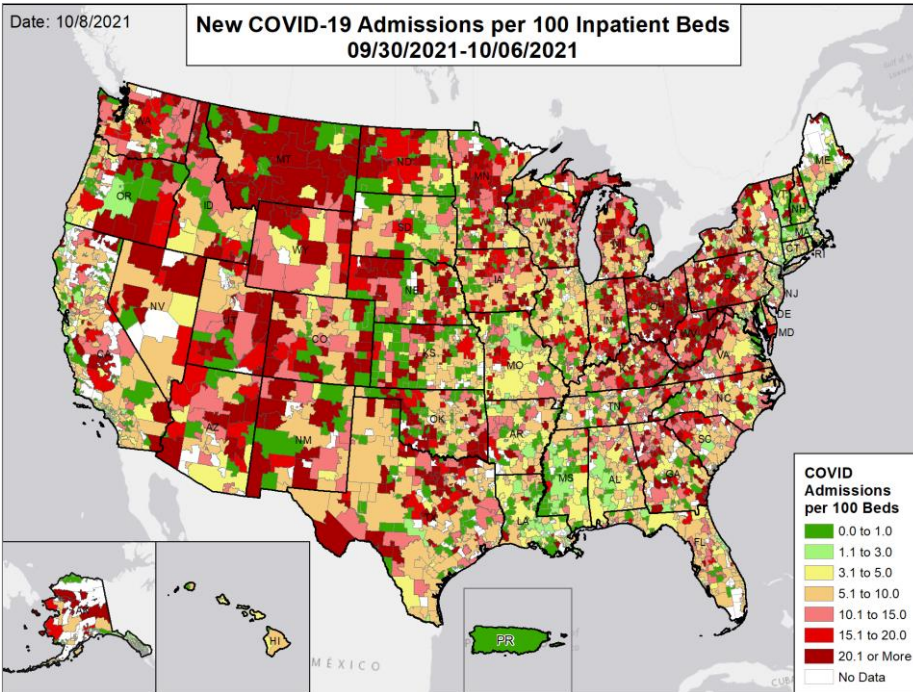 Date: 10/8/2021
New COVID-19 Admissions per 100 Inpatient Beds
09/30/2021-10/06/2021
WA
MT
ND
MN
ME
OR
ID
SD
WI
MI
VT
NH
NY
MA
CT
RI
WY
NE
IA
PA
NJ
NV
UT
CO
KS
MO
IL
IN
OH
WV
DE
MD
VA
CA
KY
AZ
NM
OK
AR
TN
NC
SC
MS
AL
GA
LA
FL
AK
HI
PR
MÉXICO
CUBA
COVID
Admissions
per 100 Beds
0.0 to 1.0
1.1 to 3.0
3.1 to 5.0
5.1 to 10.0
10.1 to 15.0
15.1 to 20.0
20.1 or More
No Data